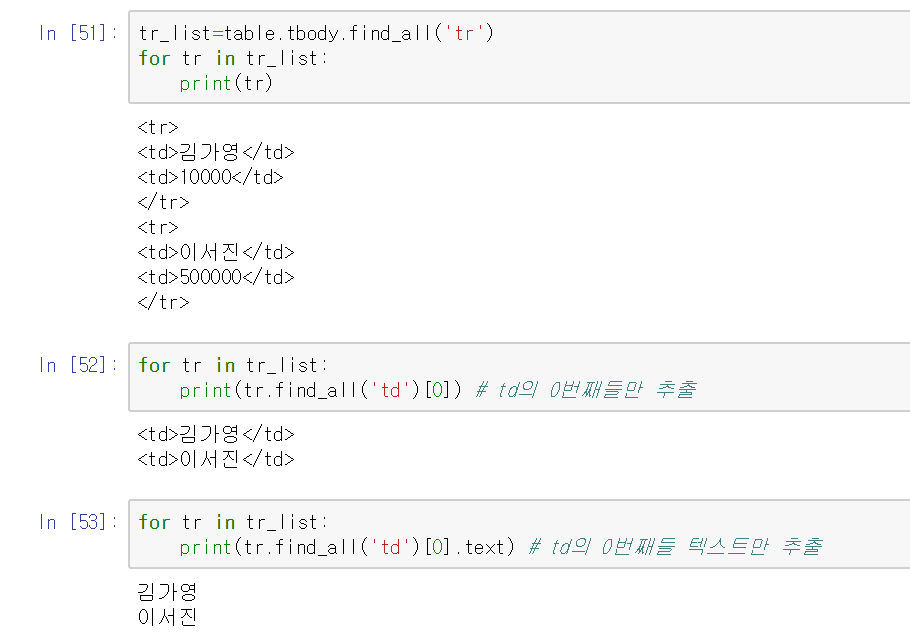 In [51]: tr_list=table.tbody.find_all('tr')
for tr in tr_list:
    print(tr)
<tr>
<td>김가영</td>
<td>10000</td>
</tr>
<tr>
<td>이서진</td>
<td>500000</td>
</tr>
In [52]: for tr in tr_list:
    print(tr.find_all('td')[0]) # td의 0번째들만 추출
<td>김가영</td>
<td>이서진</td>
In [53]: for tr in tr_list:
    print(tr.find_all('td')[0].text) # td의 0번째들 텍스트만 추출
김가영
이서진